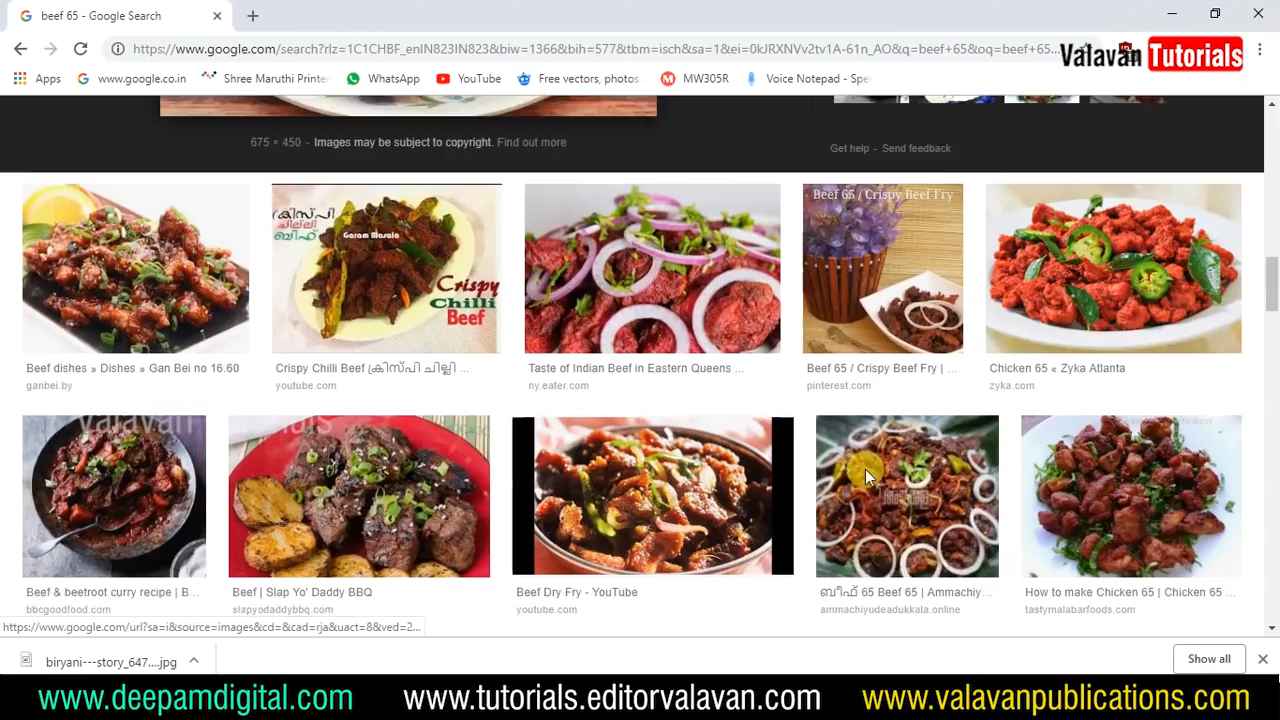 beef 65 - Google Search
https://www.google.com/search?rlz=1C1CHBF_enIN823IN823&biw=1366&bih=577&tbm=isch&sa=1&ei=0kJRXNVv2tv1A-61n_AO&q=beef+65&oq=beef+65...
Valavan Tutorials
Apps www.google.co.in Shree Maruthi Printer WhatsApp YouTube Free vectors, photos MW305R Voice Notepad - Spe
675 × 450 - Images may be subject to copyright. Find out more
Get help - Send feedback
ക്രിസ്പി
ചില്ലി
ബീഫ്
Garam Masala
Crispy
Chilli
Beef
Beef 65 / Crispy Beef Fry
Beef dishes » Dishes » Gan Bei no 16.60
ganbei.by
Crispy Chilli Beef ക്രിസ്പി ചില്ലി ...
youtube.com
Taste of Indian Beef in Eastern Queens ...
ny.eater.com
Beef 65 / Crispy Beef Fry | ...
pinterest.com
Chicken 65 « Zyka Atlanta
zyka.com
valavan tutorials
Beef & beetroot curry recipe | B...
bbcgoodfood.com
Beef | Slap Yo' Daddy BBQ
slapyodaddybbq.com
Beef Dry Fry - YouTube
youtube.com
ബീഫ് 65 Beef 65 | Ammachiy...
ammachiyudeadukkala.online
How to make Chicken 65 | Chicken 65 ...
tastymalabarfoods.com
https://www.google.com/url?sa=i&source=images&cd=&cad=rja&uact=8&ved=2...
biryani---story_647....jpg
Show all
www.deepamdigital.com www.tutorials.editorvalavan.com www.valavanpublications.com